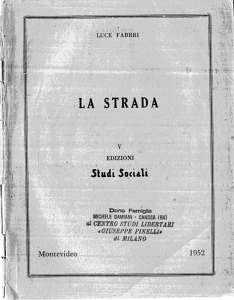 LUCE FABBRI
LA STRADA
V
EDIZIONI
Studi Sociali
Dono Famiglia
MICHELE DAMIANI - CANOSA (BA)
al CENTRO STUDI LIBERTARI
«GIUSEPPE PINELLI»
di MILANO
Montevideo
1952